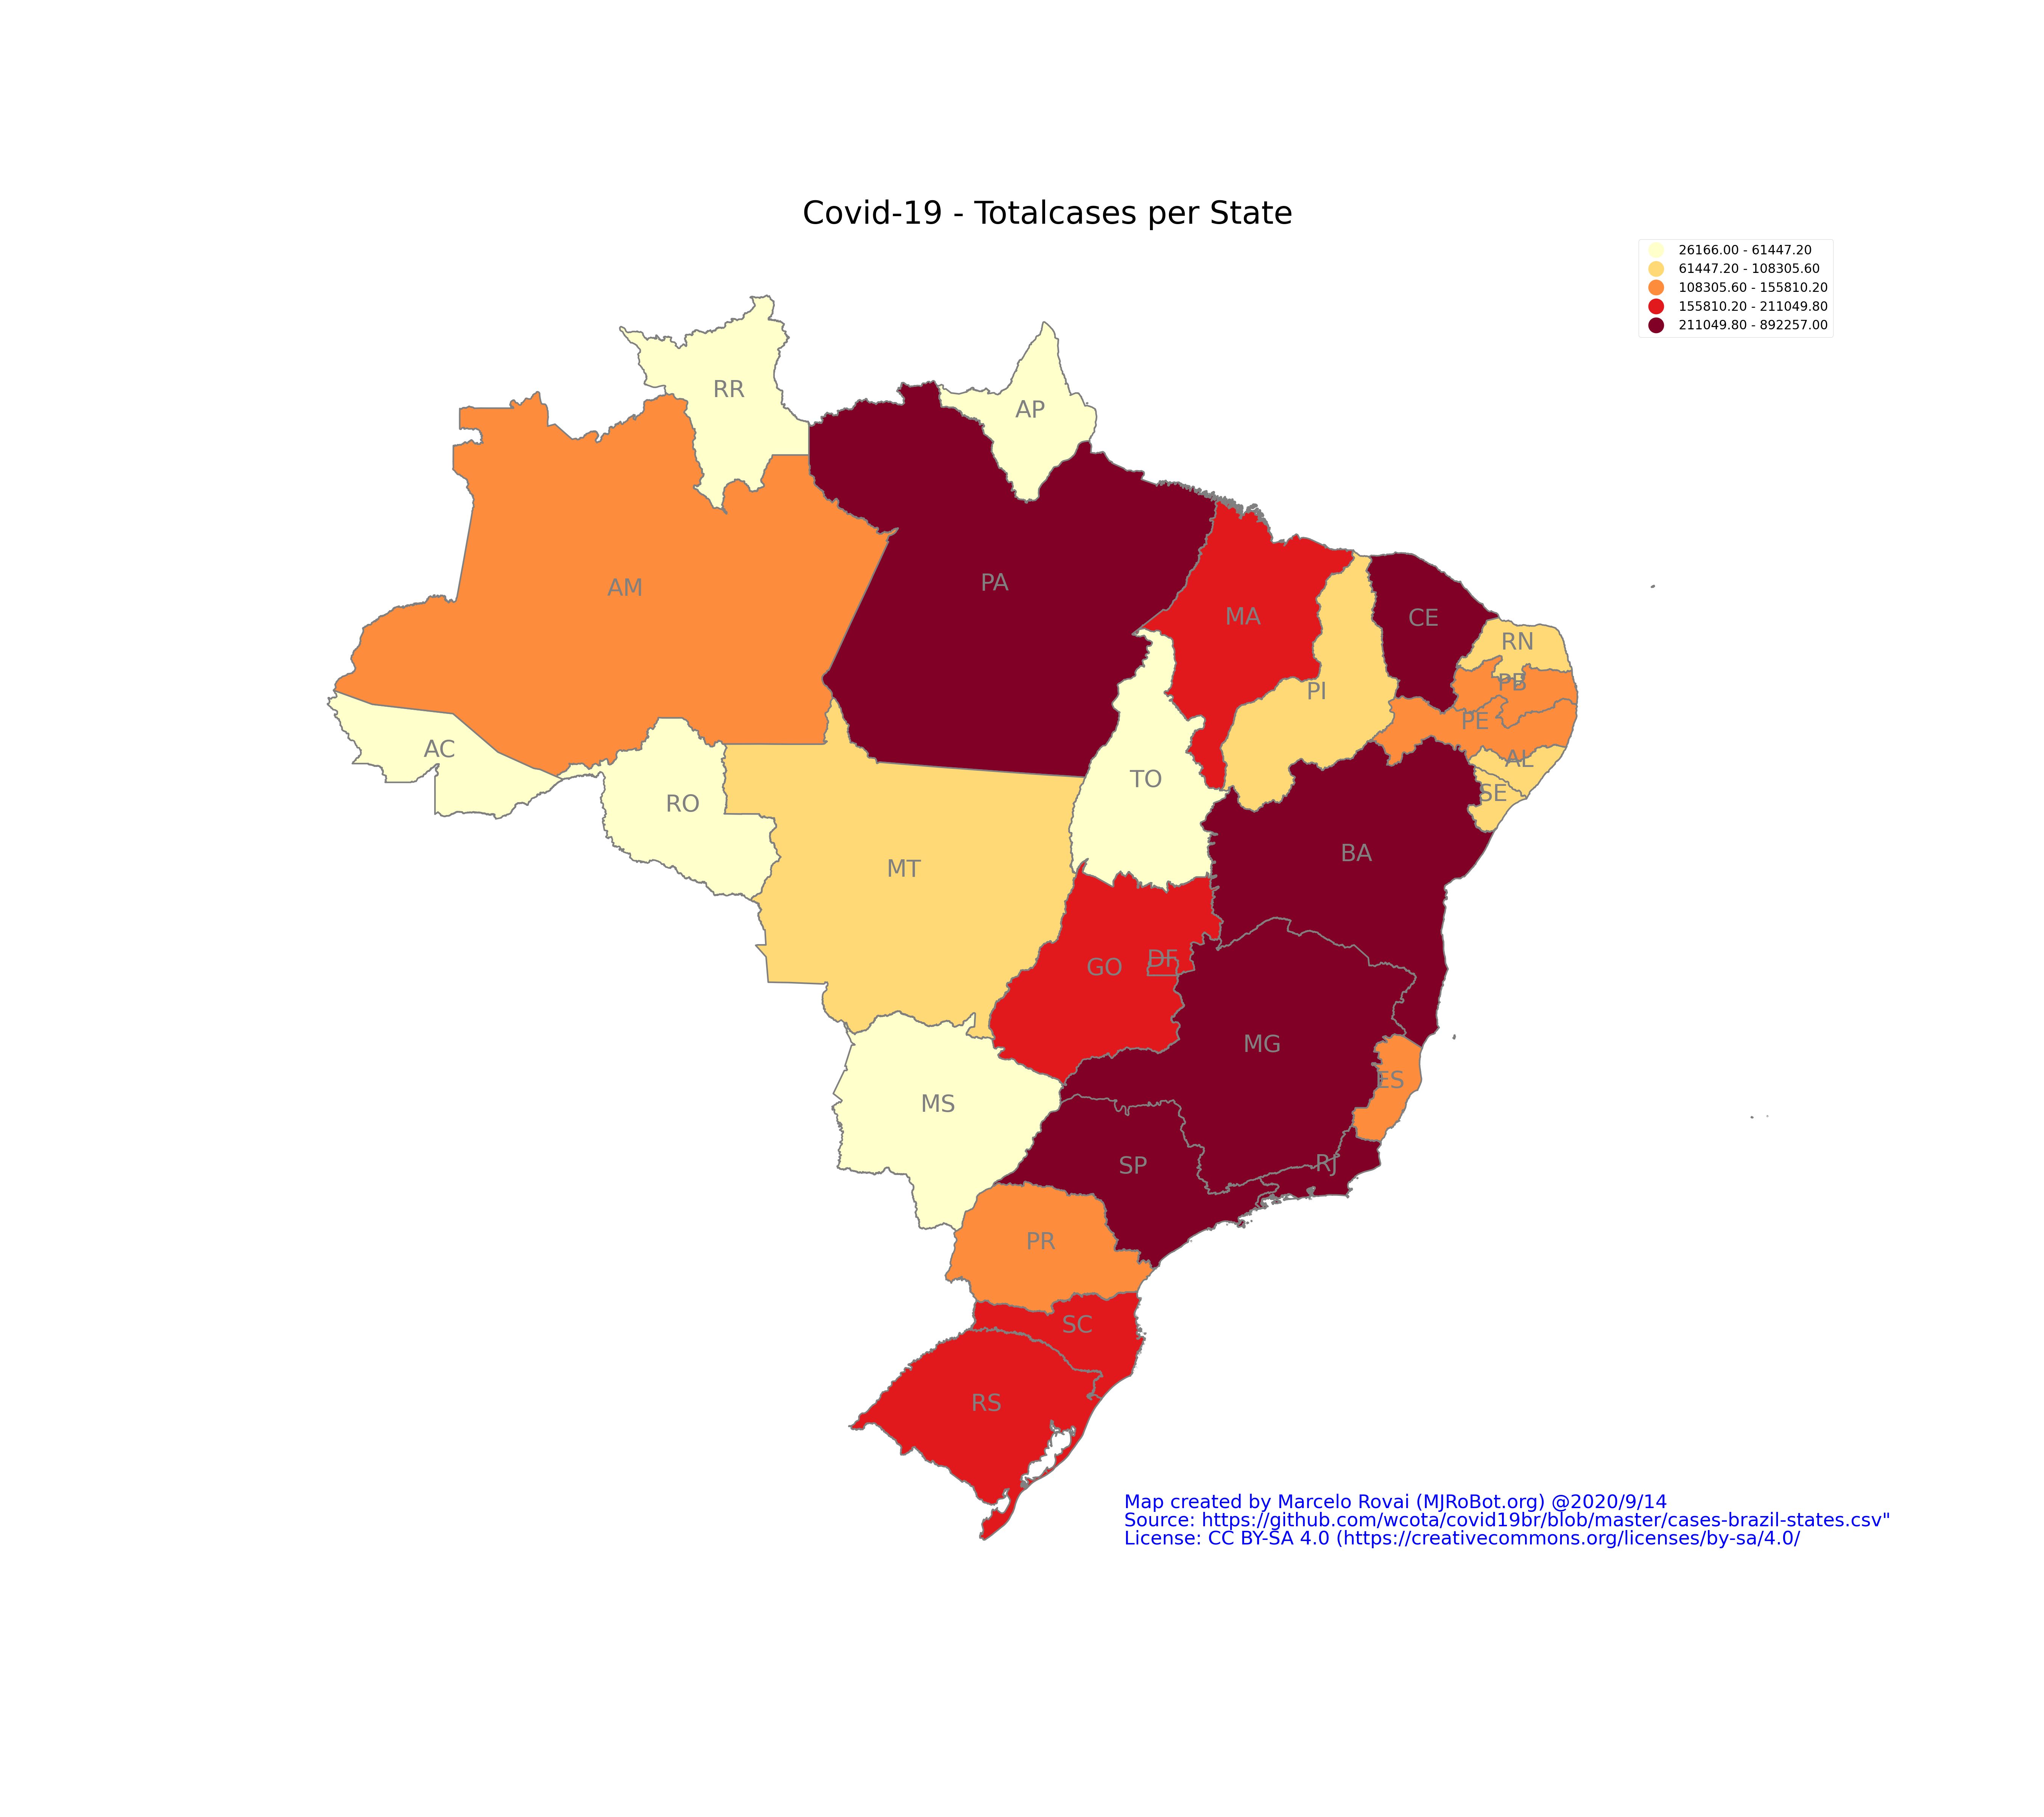 Covid-19 - Totalcases per State
26166.00 - 61447.20
61447.20 - 108305.60
108305.60 - 155810.20
155810.20 - 211049.80
211049.80 - 892257.00
RR
AP
AM
PA
MA
CE
RN
PI
PB
PE
AC
AL
TO
SE
RO
BA
MT
DF
GO
MG
ES
MS
RJ
SP
PR
SC
RS
Map created by Marcelo Rovai (MJRoBot.org) @2020/9/14
Source: https://github.com/wcota/covid19br/blob/master/cases-brazil-states.csv"
License: CC BY-SA 4.0 (https://creativecommons.org/licenses/by-sa/4.0/